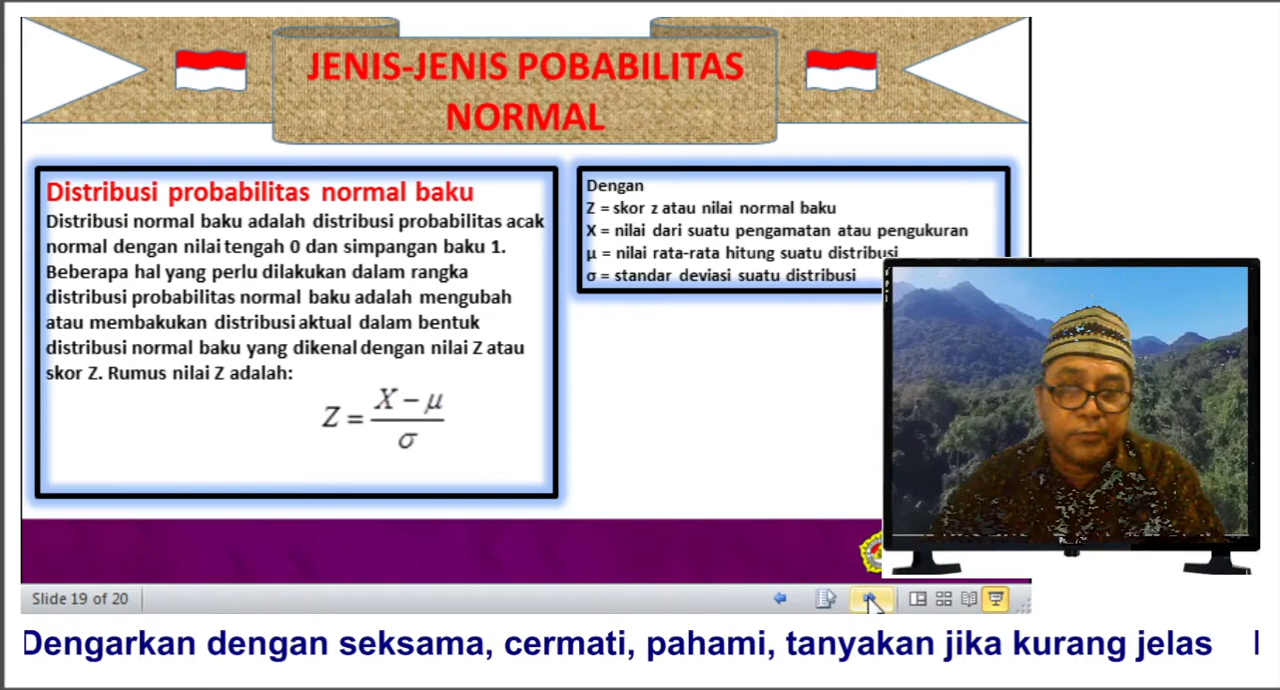 JENIS-JENIS POBABILITAS
NORMAL
Distribusi probabilitas normal baku
Distribusi normal baku adalah distribusi probabilitas acak
normal dengan nilai tengah 0 dan simpangan baku 1.
Beberapa hal yang perlu dilakukan dalam rangka
distribusi probabilitas normal baku adalah mengubah
atau membakukan distribusi aktual dalam bentuk
distribusi normal baku yang dikenal dengan nilai Z atau
skor Z. Rumus nilai Z adalah:
Z = (X − μ) / σ
Dengan
Z = skor z atau nilai normal baku
X = nilai dari suatu pengamatan atau pengukuran
μ = nilai rata-rata hitung suatu distribusi
σ = standar deviasi suatu distribusi
Slide 19 of 20
Dengarkan dengan seksama, cermati, pahami, tanyakan jika kurang jelas